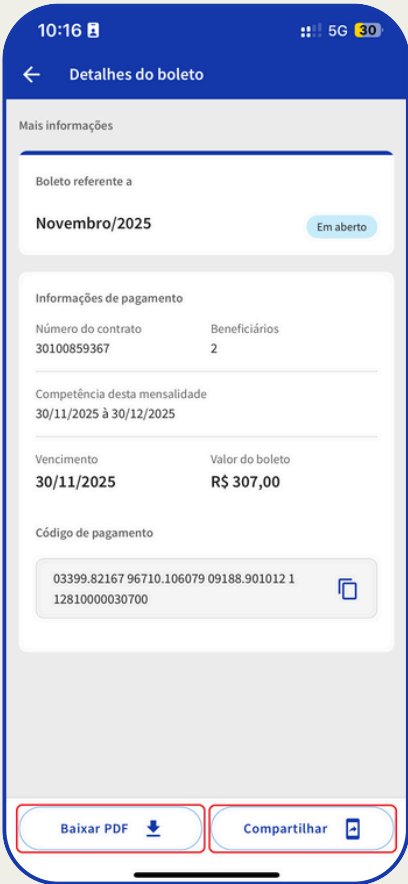 10:16 5G 30
Detalhes do boleto
Mais informações
Boleto referente a
Novembro/2025 Em aberto
Informações de pagamento
Número do contrato Beneficiários
30100859367 2
Competência desta mensalidade
30/11/2025 à 30/12/2025
Vencimento Valor do boleto
30/11/2025 R$ 307,00
Código de pagamento
03399.82167 96710.106079 09188.901012 1
12810000030700
Baixar PDF Compartilhar